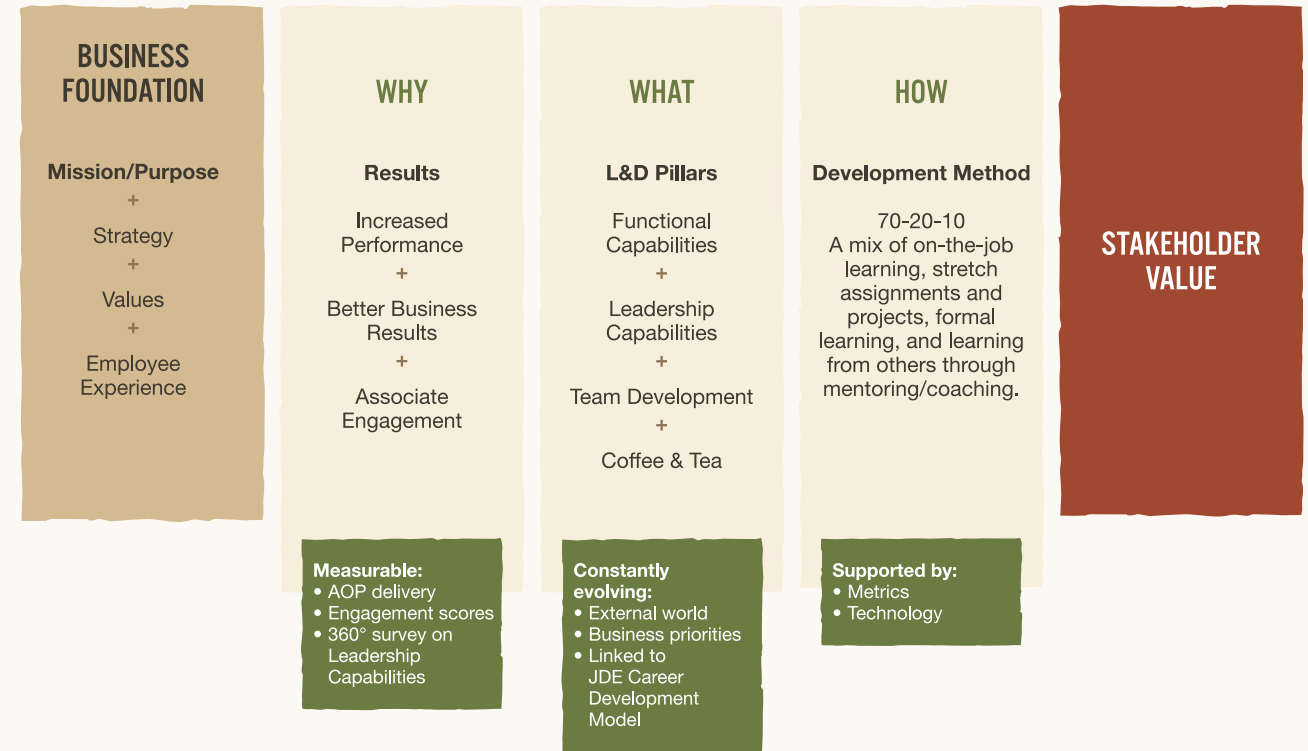 BUSINESS
FOUNDATION
Mission/Purpose
+
Strategy
+
Values
+
Employee
Experience
WHY
Results
Increased
Performance
+
Better Business
Results
+
Associate
Engagement
Measurable:
• AOP delivery
• Engagement scores
• 360° survey on
Leadership
Capabilities
WHAT
L&D Pillars
Functional
Capabilities
+
Leadership
Capabilities
+
Team Development
+
Coffee & Tea
Constantly
evolving:
• External world
• Business priorities
• Linked to
JDE Career
Development
Model
HOW
Development Method
70-20-10
A mix of on-the-job
learning, stretch
assignments and
projects, formal
learning, and learning
from others through
mentoring/coaching.
Supported by:
• Metrics
• Technology
STAKEHOLDER
VALUE